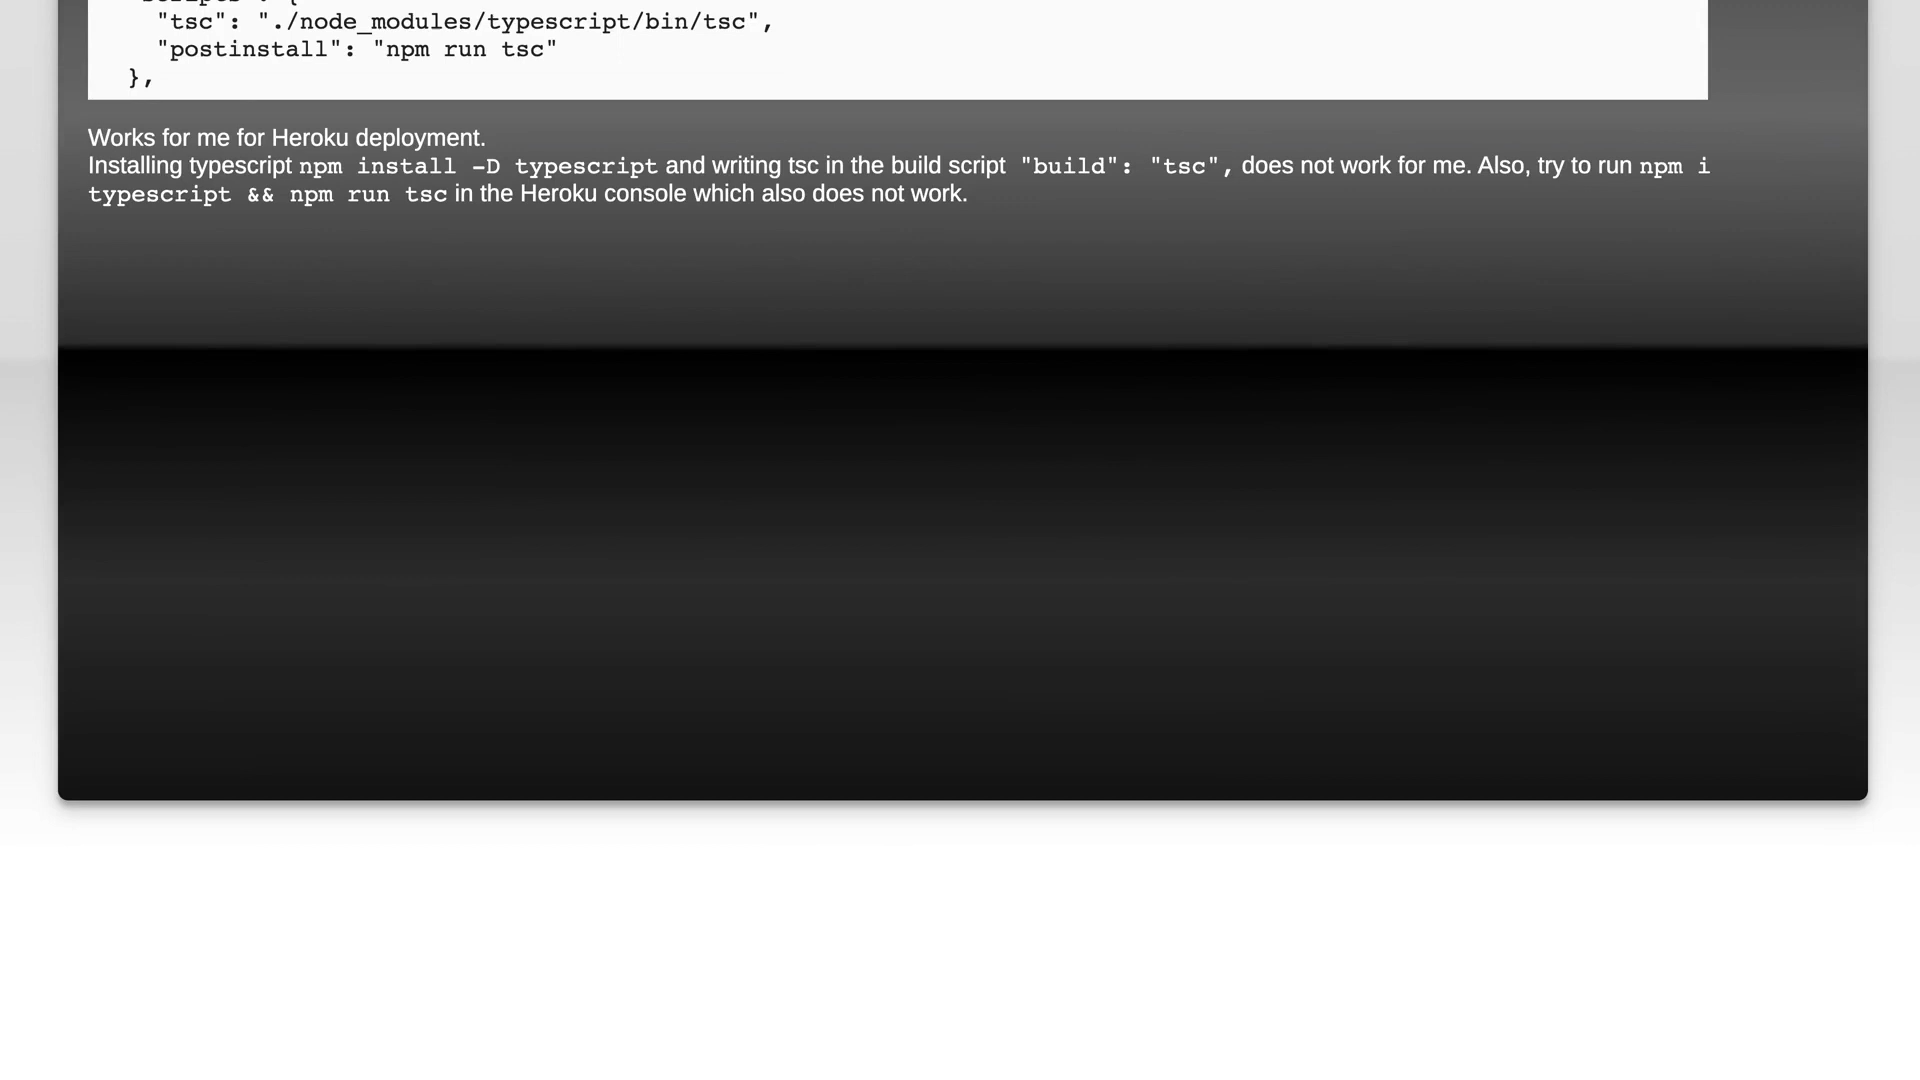 "tsc": "./node_modules/typescript/bin/tsc",
"postinstall": "npm run tsc"
},
Works for me for Heroku deployment.
Installing typescript npm install -D typescript and writing tsc in the build script "build": "tsc", does not work for me. Also, try to run npm i
typescript && npm run tsc in the Heroku console which also does not work.